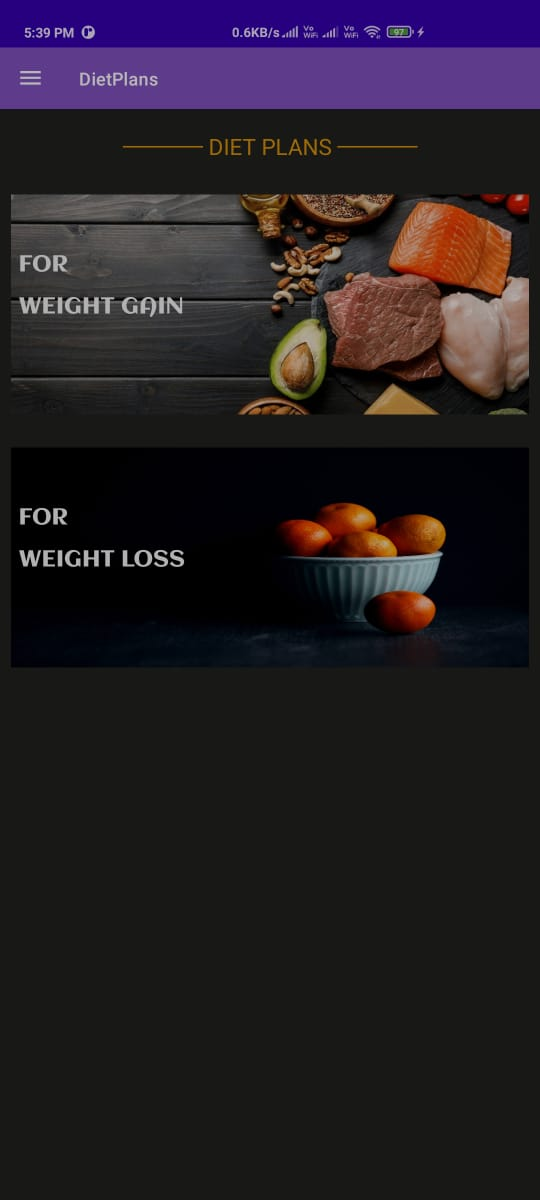 5:39 PM 0.6KB/s Vo WiFi Vo WiFi 97
DietPlans
DIET PLANS
FOR
WEIGHT GAIN
FOR
WEIGHT LOSS